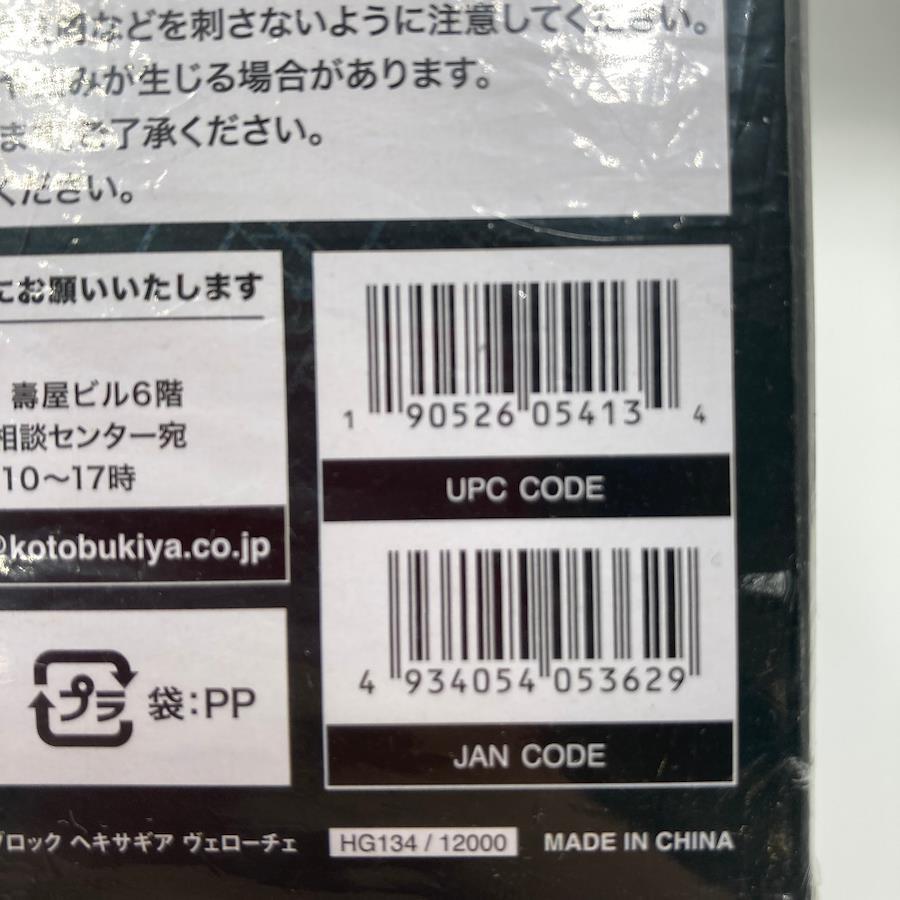 などを刺さないように注意してください。
みが生じる場合があります。
ご了承ください。
ください。
にお願いいたします
壽屋ビル6階
相談センター宛
10～17時
@kotobukiya.co.jp
プラ 袋:PP
1 90526 05413 4
UPC CODE
4 934054 053629
JAN CODE
ブロック ヘキサギア ヴェローチェ HG134 / 12000 MADE IN CHINA